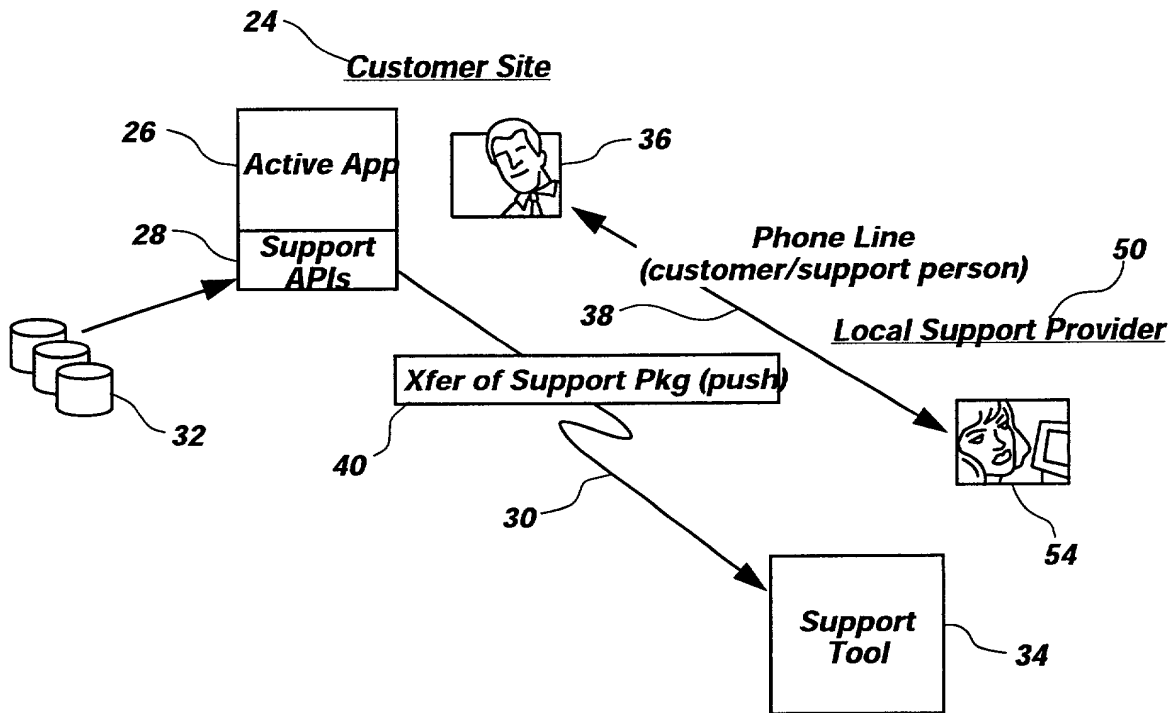 24
Customer Site
26
Active App
36
28
Support
APIs
Phone Line
(customer/support person)
50
38
Local Support Provider
Xfer of Support Pkg (push)
32
40
30
54
Support
Tool
34